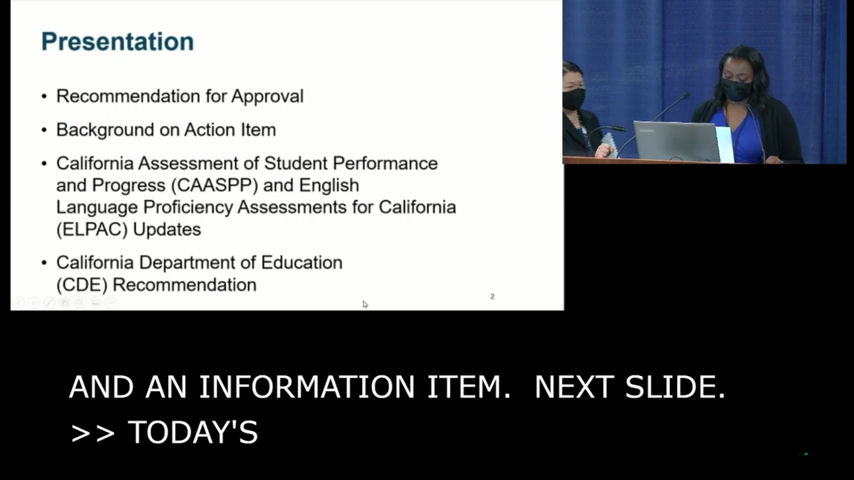 Presentation
• Recommendation for Approval
• Background on Action Item
• California Assessment of Student Performance
and Progress (CAASPP) and English
Language Proficiency Assessments for California
(ELPAC) Updates
• California Department of Education
(CDE) Recommendation
2
AND AN INFORMATION ITEM.  NEXT SLIDE.
>> TODAY'S